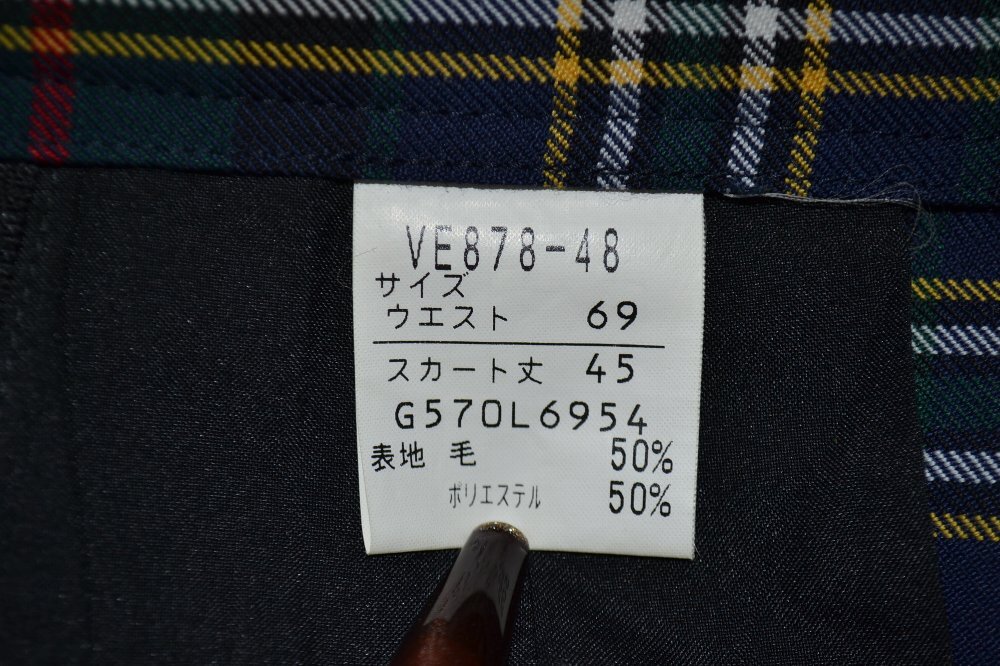 VE878-48
サイズ
ウエスト 69
スカート丈 45
G570L6954
表地 毛 50%
ポリエステル 50%